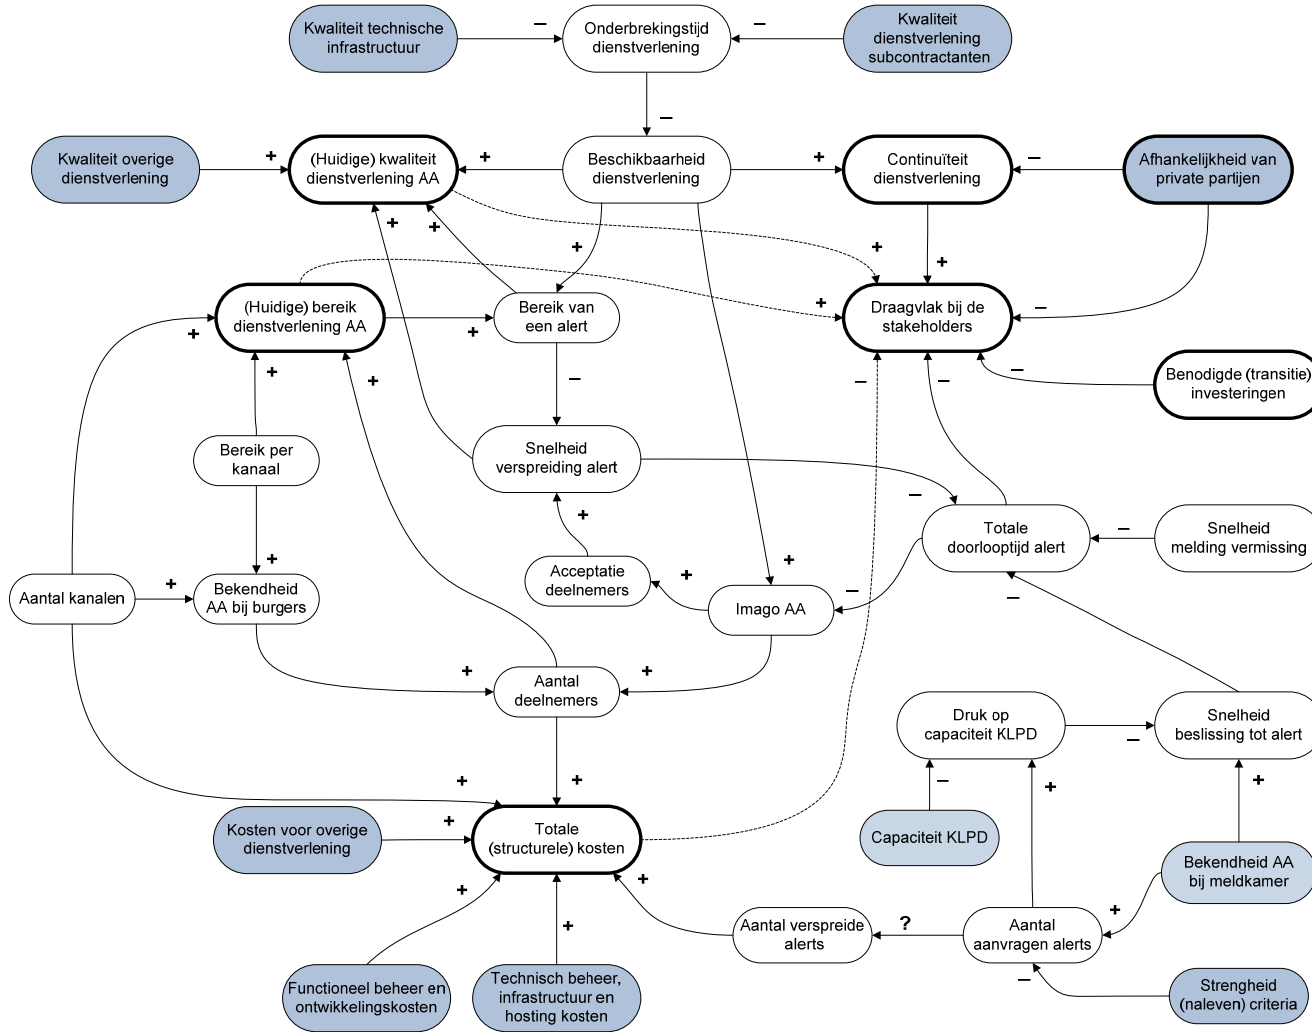 Kwaliteit technische
infrastructuur
–
Onderbrekingstijd
dienstverlening
–
Kwaliteit
dienstverlening
subcontractanten
–
Kwaliteit overige
dienstverlening
+
(Huidige) kwaliteit
dienstverlening AA
+
Beschikbaarheid
dienstverlening
+
Continuïteit
dienstverlening
–
Afhankelijkheid van
private partijen
+
+
+
+
+
(Huidige) bereik
dienstverlening AA
+
+
Bereik van
een alert
+
Draagvlak bij de
stakeholders
–
+
+
–
–
–
–
Benodigde (transitie)
investeringen
Bereik per
kanaal
Snelheid
verspreiding alert
–
+
Totale
doorlooptijd alert
–
Snelheid
melding vermissing
+
+
Aantal kanalen
+
Bekendheid
AA bij burgers
Acceptatie
deelnemers
+
Imago AA
–
–
+
Aantal
deelnemers
+
Druk op
capaciteit KLPD
–
Snelheid
beslissing tot alert
+
+
–
+
+
Kosten voor overige
dienstverlening
+
Totale
(structurele) kosten
Capaciteit KLPD
Bekendheid AA
bij meldkamer
+
+
+
Aantal verspreide
alerts
?
Aantal
aanvragen alerts
+
–
Functioneel beheer en
ontwikkelingskosten
Technisch beheer,
infrastructuur en
hosting kosten
Strengheid
(naleven) criteria